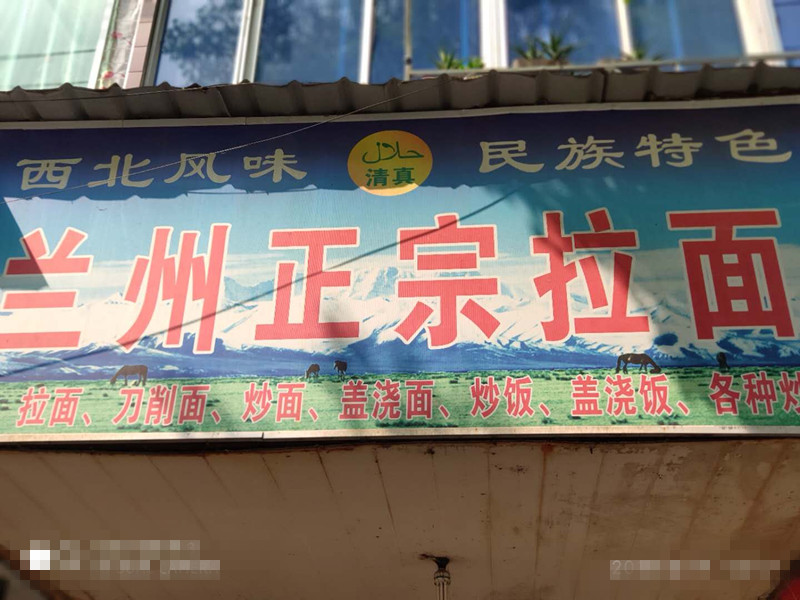 西北风味 حلال 清真 民族特色
兰州正宗拉面
拉面、刀削面、炒面、盖浇面、炒饭、盖浇饭、各种炒